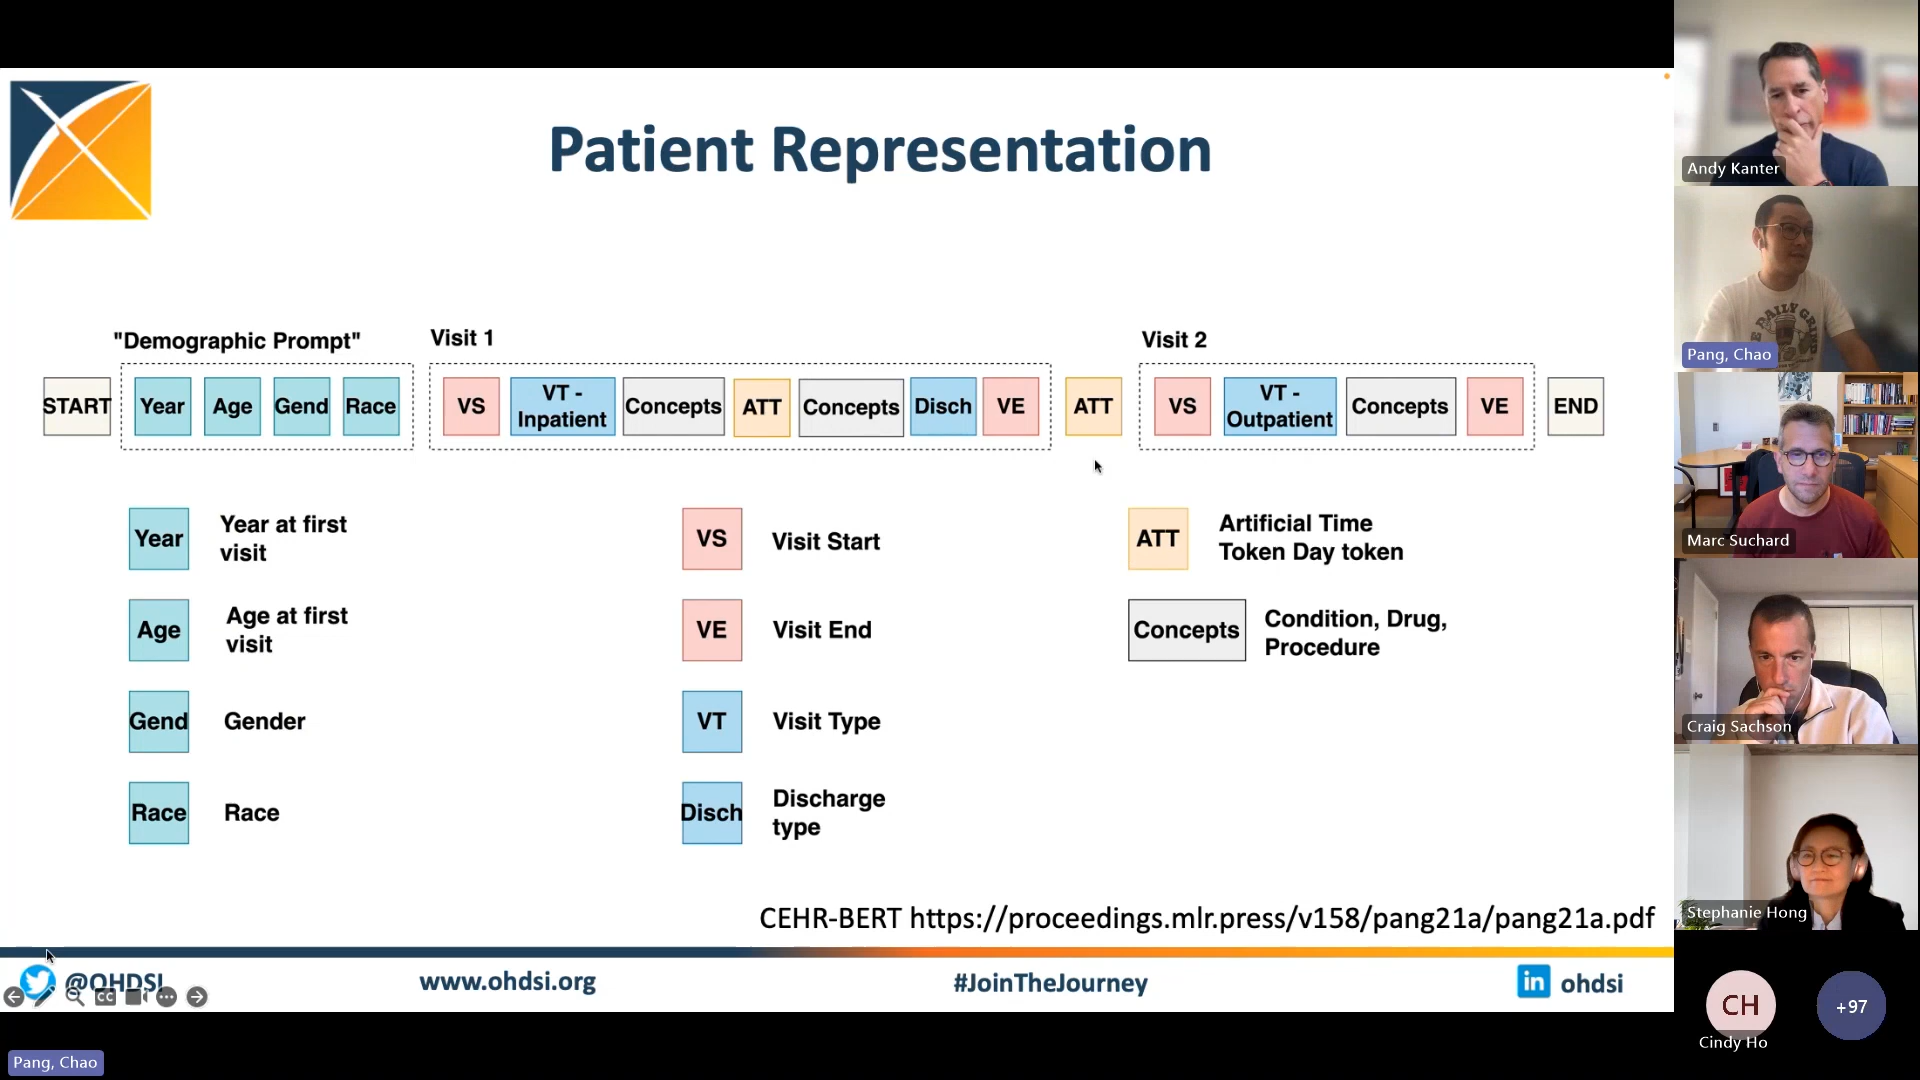 Patient Representation
"Demographic Prompt"
Visit 1
Visit 2
START
Year
Age
Gend
Race
VS
VT -
Inpatient
Concepts
ATT
Concepts
Disch
VE
ATT
VS
VT -
Outpatient
Concepts
VE
END
Year
Year at first
visit
Age
Age at first
visit
Gend
Gender
Race
Race
VS
Visit Start
VE
Visit End
VT
Visit Type
Disch
Discharge
type
ATT
Artificial Time
Token Day token
Concepts
Condition, Drug,
Procedure
CEHR-BERT https://proceedings.mlr.press/v158/pang21a/pang21a.pdf
@OHDSI
www.ohdsi.org
#JoinTheJourney
in
ohdsi
CC
Pang, Chao
Andy Kanter
Pang, Chao
THE DAILY GRIND
Marc Suchard
Craig Sachson
Stephanie Hong
CH
Cindy Ho
+97